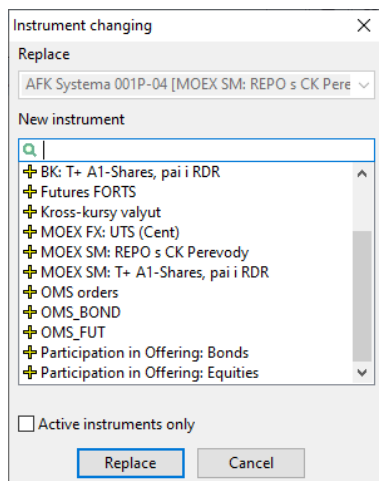 Instrument changing
Replace
AFK Systema 001P-04 [MOEX SM: REPO s CK Pere
New instrument
BK: T+ A1-Shares, pai i RDR
Futures FORTS
Kross-kursy valyut
MOEX FX: UTS (Cent)
MOEX SM: REPO s CK Perevody
MOEX SM: T+ A1-Shares, pai i RDR
OMS orders
OMS_BOND
OMS_FUT
Participation in Offering: Bonds
Participation in Offering: Equities
Active instruments only
Replace Cancel